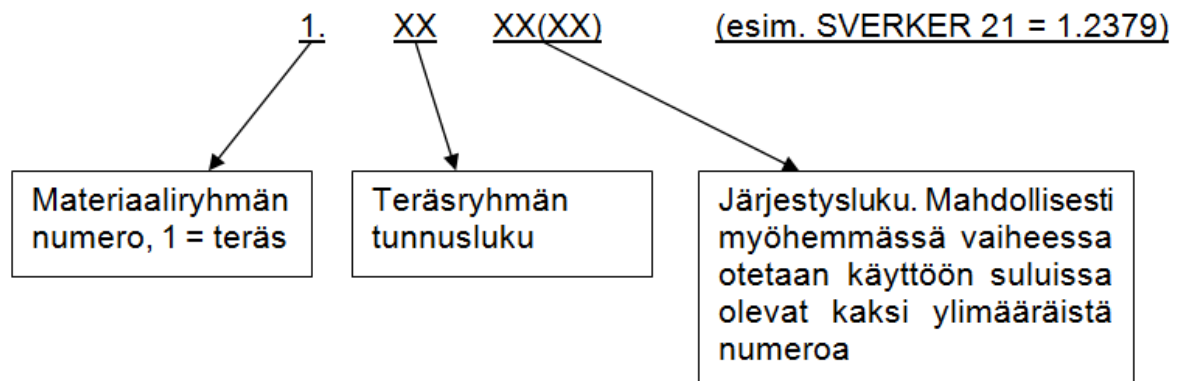 1. XX XX(XX) (esim. SVERKER 21 = 1.2379)
Materiaaliryhmän
numero, 1 = teräs
Teräsryhmän
tunnusluku
Järjestysluku. Mahdollisesti
myöhemmässä vaiheessa
otetaan käyttöön suluissa
olevat kaksi ylimääräistä
numeroa